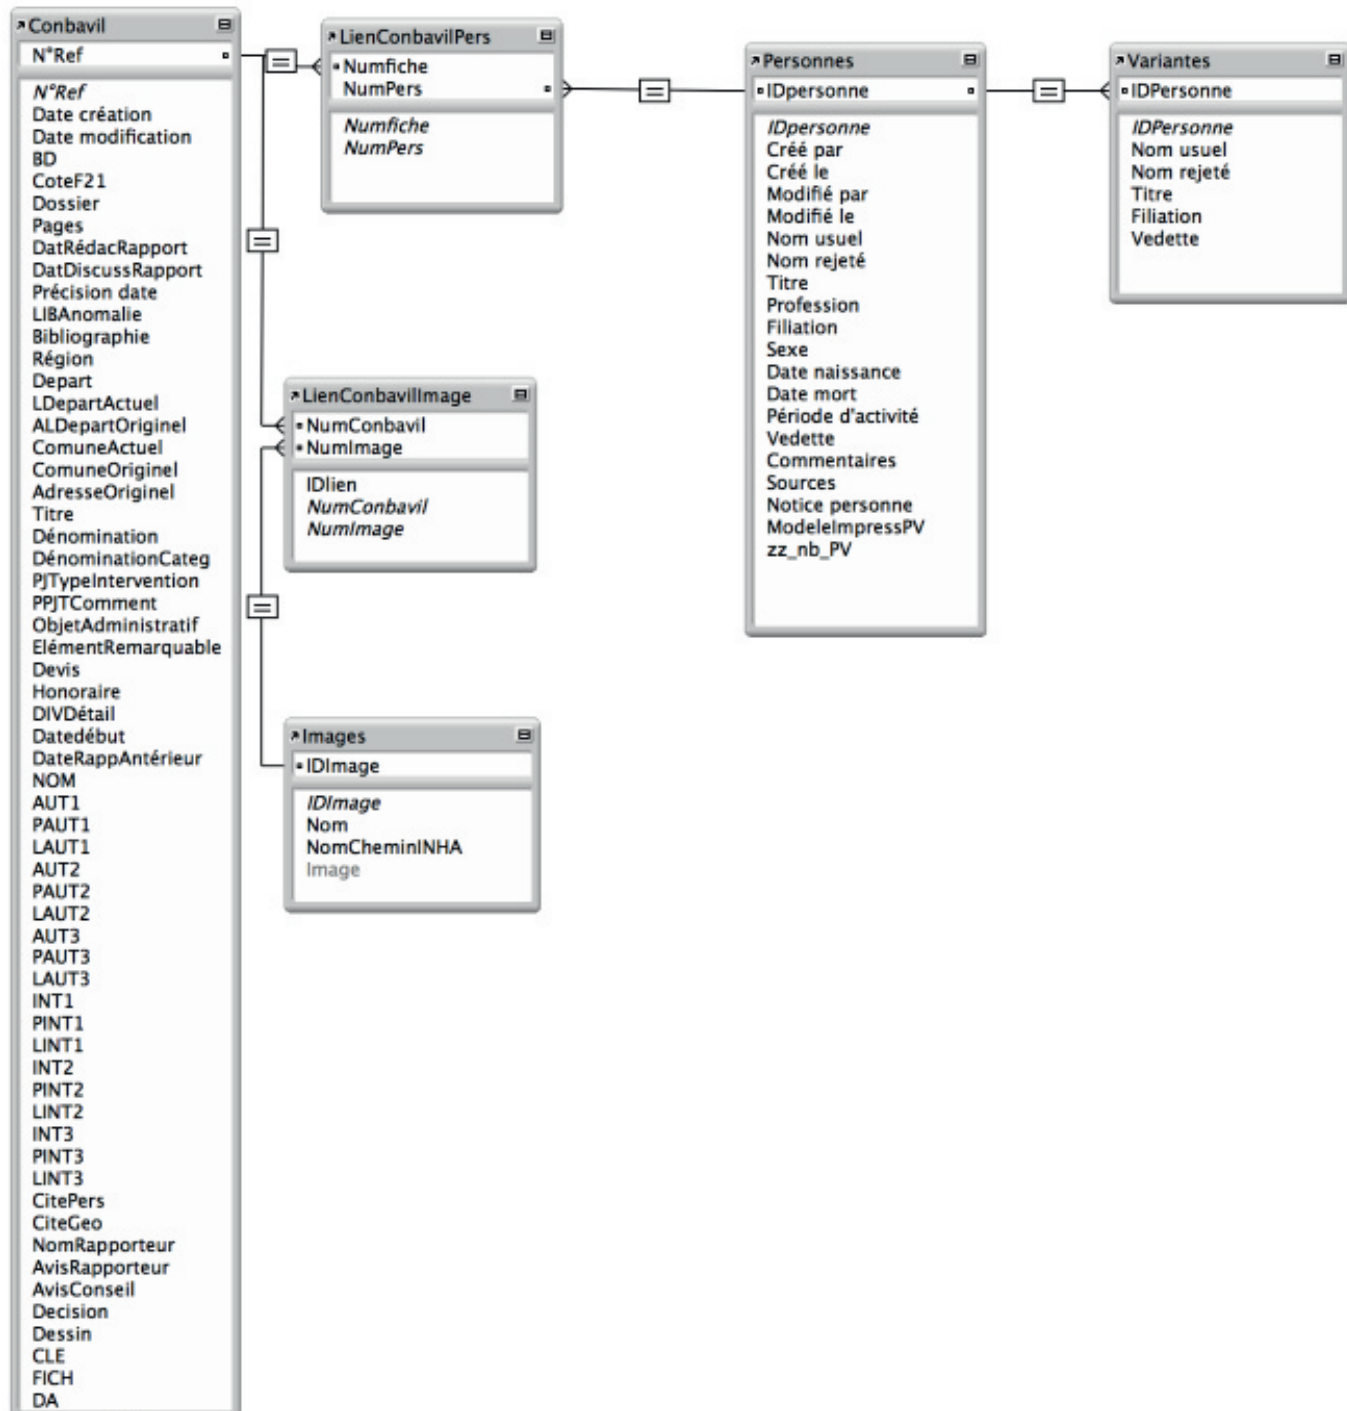 Conbavil
N°Ref
N°Ref
Date création
Date modification
BD
CoteF21
Dossier
Pages
DatRédacRapport
DatDiscussRapport
Précision date
LIBAnomalie
Bibliographie
Région
Depart
LDepartActuel
ALDepartOriginel
ComuneActuel
ComuneOriginel
AdresseOriginel
Titre
Dénomination
DénominationCateg
PJTypeIntervention
PPJTComment
ObjetAdministratif
ElémentRemarquable
Devis
Honoraire
DIVDétail
Datedébut
DateRappAntérieur
NOM
AUT1
PAUT1
LAUT1
AUT2
PAUT2
LAUT2
AUT3
PAUT3
LAUT3
INT1
PINT1
LINT1
INT2
PINT2
LINT2
INT3
PINT3
LINT3
CitePers
CiteGeo
NomRapporteur
AvisRapporteur
AvisConseil
Decision
Dessin
CLE
FICH
DA
LienConbavilPers
Numfiche
NumPers
Numfiche
NumPers
LienConbavilImage
NumConbavil
NumImage
IDlien
NumConbavil
NumImage
Images
IDImage
IDImage
Nom
NomCheminINHA
Image
Personnes
IDpersonne
IDpersonne
Créé par
Créé le
Modifié par
Modifié le
Nom usuel
Nom rejeté
Titre
Profession
Filiation
Sexe
Date naissance
Date mort
Période d'activité
Vedette
Commentaires
Sources
Notice personne
ModeleImpressPV
zz_nb_PV
Variantes
IDPersonne
IDPersonne
Nom usuel
Nom rejeté
Titre
Filiation
Vedette